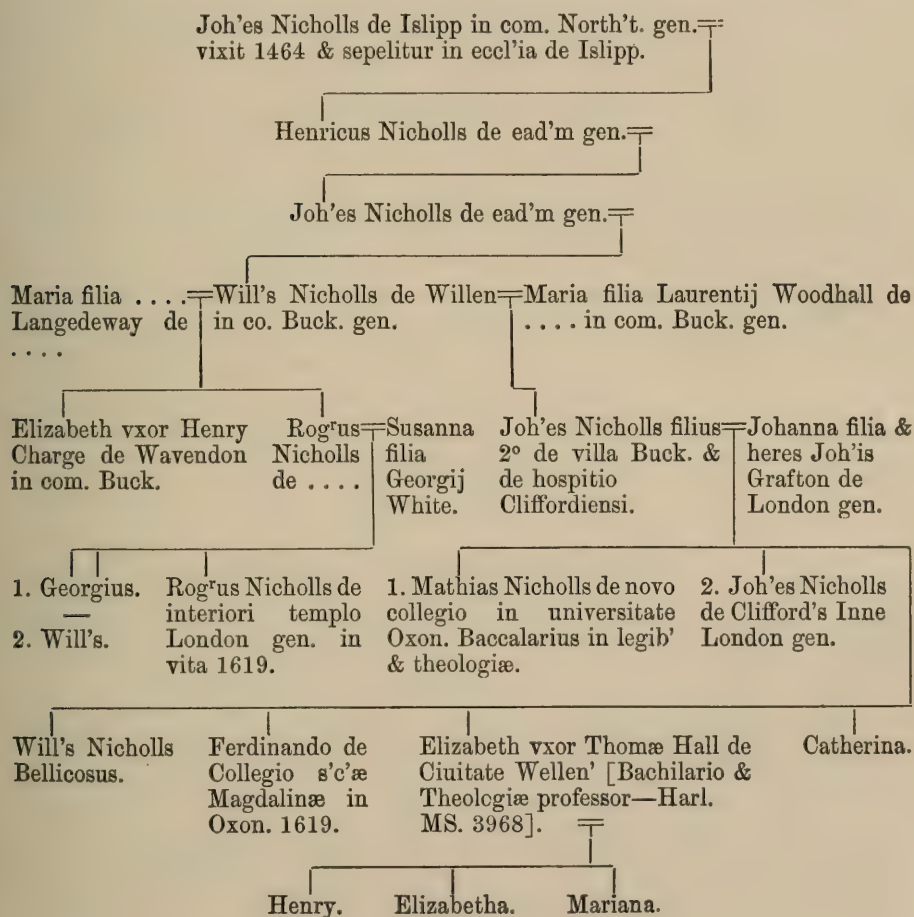 Joh'es Nicholls de Islipp in com. North't. gen.
vixit 1464 & sepelitur in eccl'ia de Islipp.
Henricus Nicholls de ead'm gen.
Joh'es Nicholls de ead'm gen.
Maria filia . . . .
Langedeway de
. . . .
Will's Nicholls de Willen
in co. Buck. gen.
Maria filia Laurentij Woodhall de
. . . . in com. Buck. gen.
Elizabeth vxor Henry
Charge de Wavendon
in com. Buck.
Rogʳus
Nicholls
de . . . .
Susanna
filia
Georgij
White.
Joh'es Nicholls filius
2º de villa Buck. &
de hospitio
Cliffordiensi.
Johanna filia &
heres Joh'is
Grafton de
London gen.
1. Georgius.
—
2. Will's.
Rogʳus Nicholls de
interiori templo
London gen. in
vita 1619.
1. Mathias Nicholls de novo
collegio in universitate
Oxon. Baccalarius in legib'
& theologiæ.
2. Joh'es Nicholls
de Clifford's Inne
London gen.
Will's Nicholls
Bellicosus.
Ferdinando de
Collegio s'c'æ
Magdalinæ in
Oxon. 1619.
Elizabeth vxor Thomæ Hall de
Ciuitate Wellen' [Bachilario &
Theologiæ professor—Harl.
MS. 3968].
Catherina.
Henry.
Elizabetha.
Mariana.